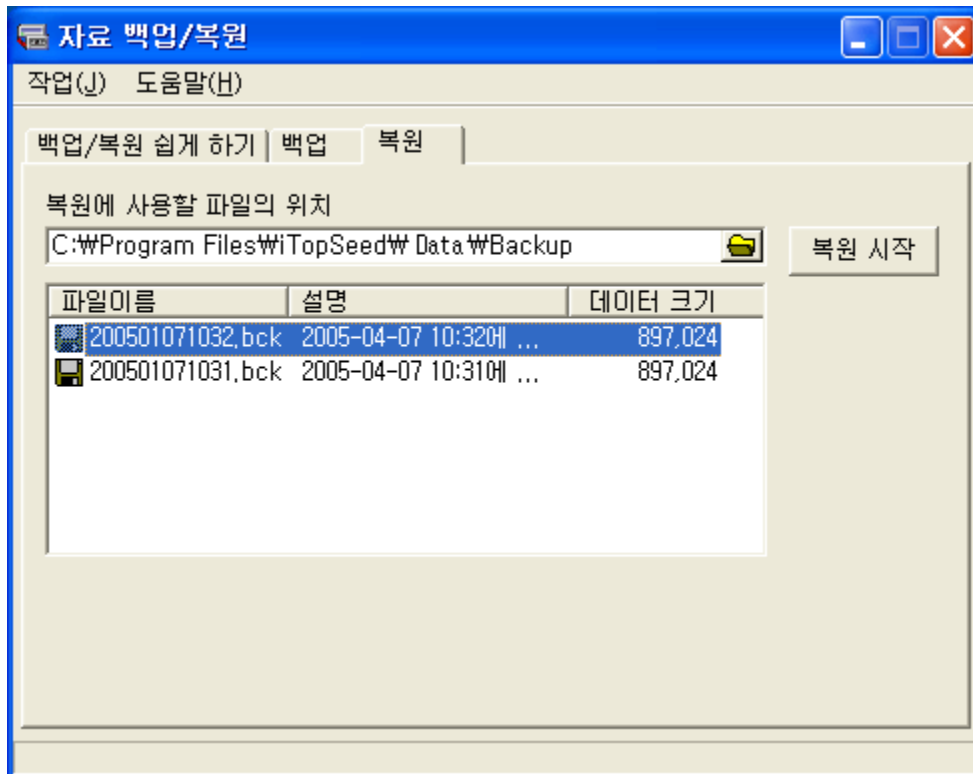 자료 백업/복원
작업(J) 도움말(H)
백업/복원 쉽게 하기 백업 복원
복원에 사용할 파일의 위치
C:₩Program Files₩iTopSeed₩Data₩Backup 복원 시작
파일이름 설명 데이터 크기
200501071032.bck 2005-04-07 10:32에 ... 897,024
200501071031.bck 2005-04-07 10:31에 ... 897,024